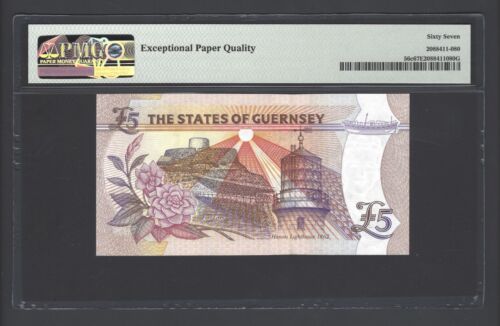 PMG
PAPER MONEY GUARANTY
Exceptional Paper Quality
Sixty Seven
2088411-080
56c67E2088411080G
£5
THE STATES OF GUERNSEY
Hanois Lighthouse 1862
£5